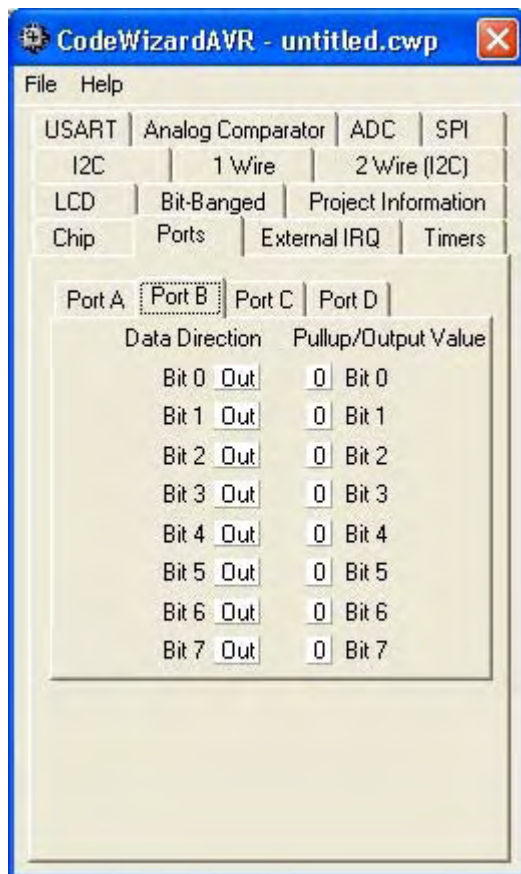 CodeWizardAVR - untitled.cwp
File Help
USART Analog Comparator ADC SPI
I2C 1 Wire 2 Wire (I2C)
LCD Bit-Banged Project Information
Chip Ports External IRQ Timers
Port A Port B Port C Port D
Data Direction Pullup/Output Value
Bit 0 Out 0 Bit 0
Bit 1 Out 0 Bit 1
Bit 2 Out 0 Bit 2
Bit 3 Out 0 Bit 3
Bit 4 Out 0 Bit 4
Bit 5 Out 0 Bit 5
Bit 6 Out 0 Bit 6
Bit 7 Out 0 Bit 7